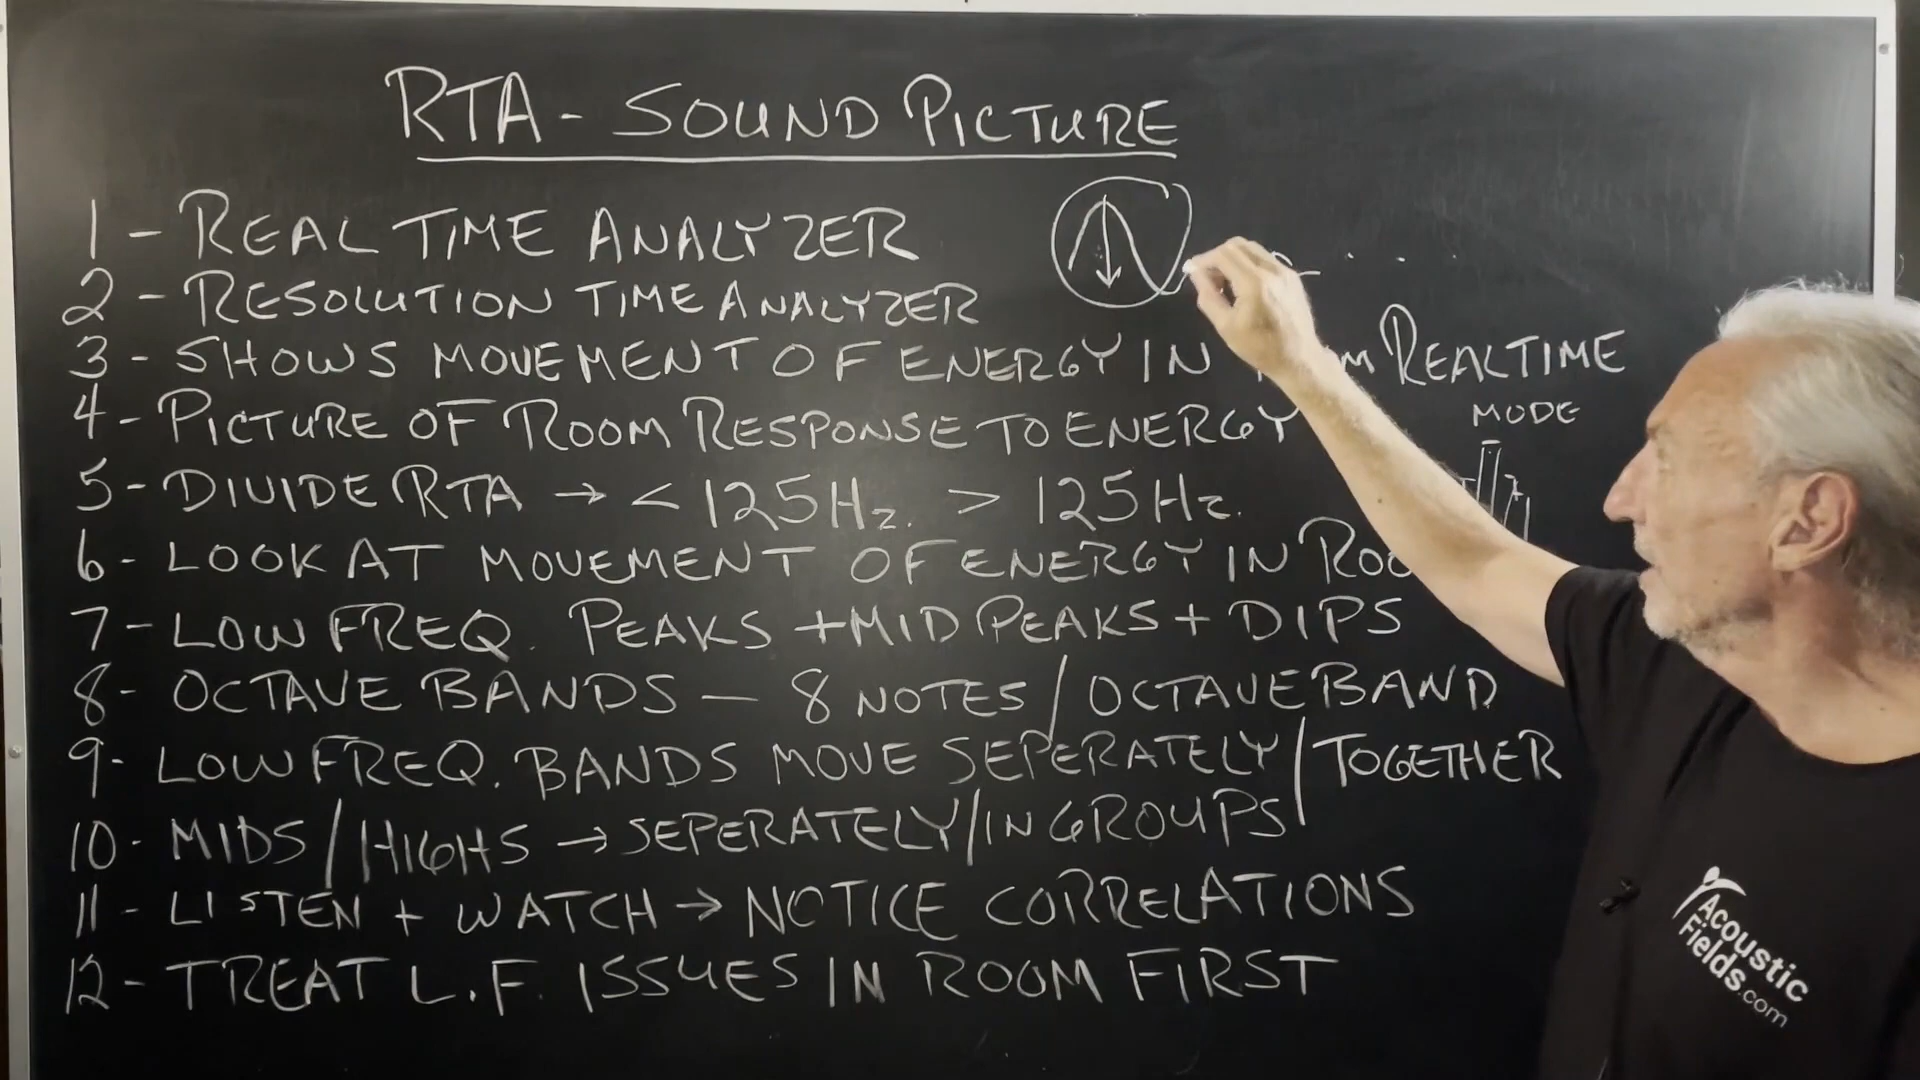 RTA - SOUND PICTURE
1 - REAL TIME ANALYZER
2 - RESOLUTION TIME ANALYZER
3 - SHOWS MOVEMENT OF ENERGY IN REALTIME
MODE
4 - PICTURE OF ROOM RESPONSE TO ENERGY
5 - DIVIDE RTA → < 125Hz. > 125Hz.
6 - LOOK AT MOVEMENT OF ENERGY IN
7 - LOW FREQ. PEAKS + MID PEAKS + DIPS
8 - OCTAVE BANDS — 8 NOTES / OCTAVE BAND
9 - LOW FREQ. BANDS MOVE SEPERATELY / TOGETHER
10 - MIDS / HIGHS → SEPERATELY / IN GROUPS
11 - LISTEN + WATCH → NOTICE CORRELATIONS
12 - TREAT L.F. ISSUES IN ROOM FIRST
Acoustic
Fields.com